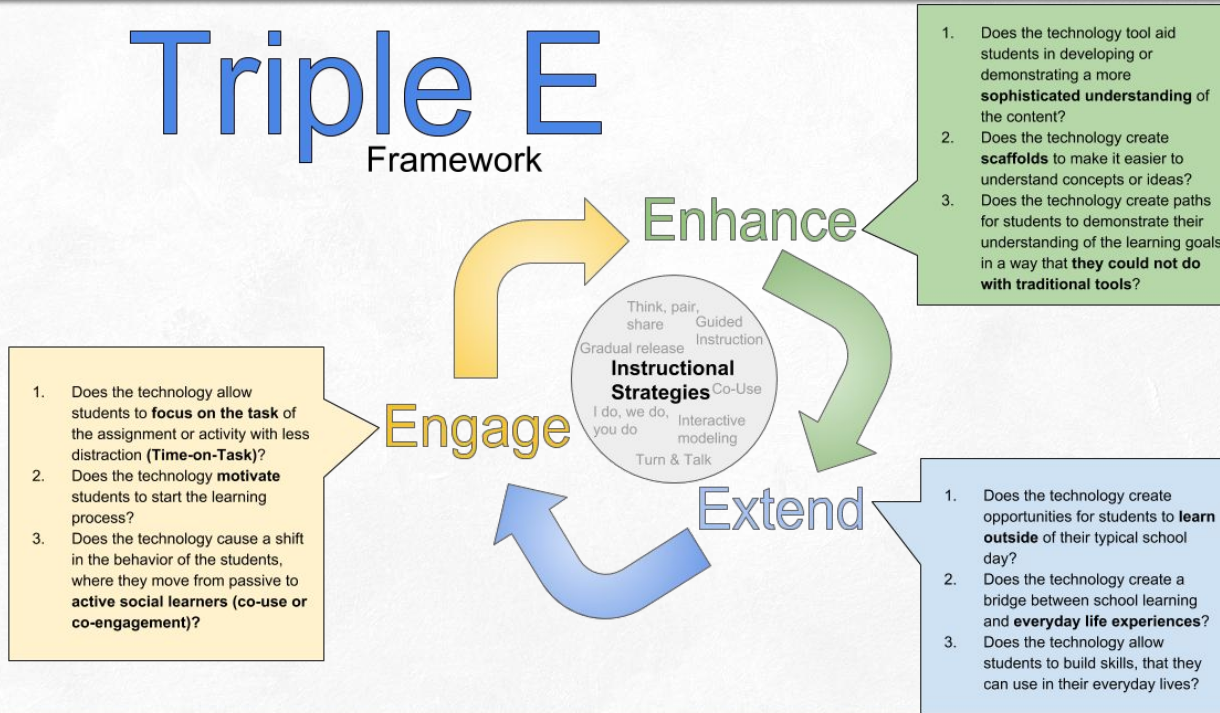 Triple E
Framework
Enhance
1. Does the technology tool aid
students in developing or
demonstrating a more
sophisticated understanding of
the content?
2. Does the technology create
scaffolds to make it easier to
understand concepts or ideas?
3. Does the technology create paths
for students to demonstrate their
understanding of the learning goals
in a way that they could not do
with traditional tools?
Think, pair,
share
Guided
Instruction
Gradual release
Instructional
Strategies
Co-Use
I do, we do,
you do
Interactive
modeling
Turn & Talk
Engage
1. Does the technology allow
students to focus on the task of
the assignment or activity with less
distraction (Time-on-Task)?
2. Does the technology motivate
students to start the learning
process?
3. Does the technology cause a shift
in the behavior of the students,
where they move from passive to
active social learners (co-use or
co-engagement)?
Extend
1. Does the technology create
opportunities for students to learn
outside of their typical school
day?
2. Does the technology create a
bridge between school learning
and everyday life experiences?
3. Does the technology allow
students to build skills, that they
can use in their everyday lives?